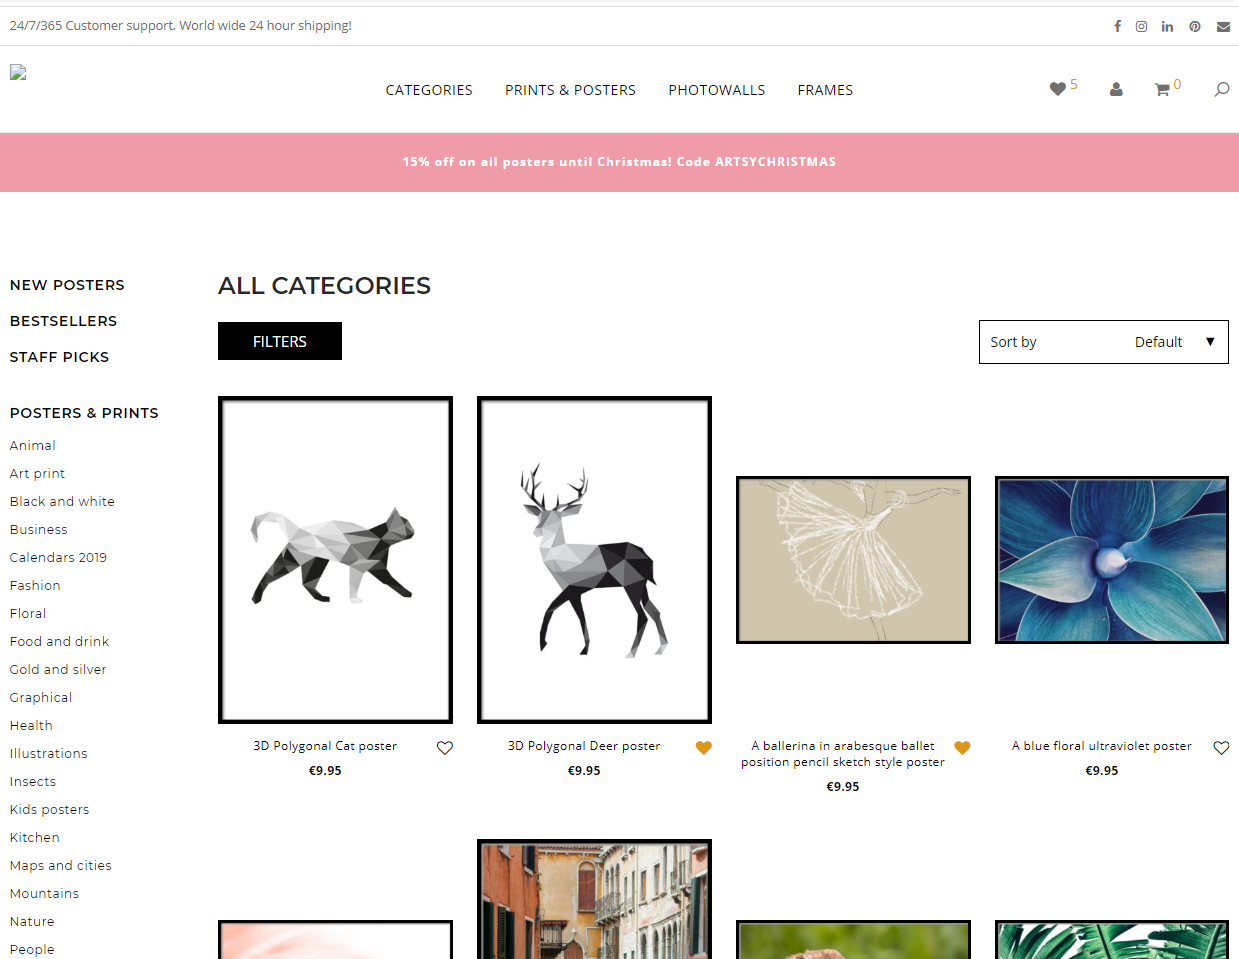 24/7/365 Customer support. World wide 24 hour shipping!
CATEGORIES
PRINTS & POSTERS
PHOTOWALLS
FRAMES
5
0
15% off on all posters until Christmas! Code ARTSYCHRISTMAS
NEW POSTERS
BESTSELLERS
STAFF PICKS
POSTERS & PRINTS
Animal
Art print
Black and white
Business
Calendars 2019
Fashion
Floral
Food and drink
Gold and silver
Graphical
Health
Illustrations
Insects
Kids posters
Kitchen
Maps and cities
Mountains
Nature
People
ALL CATEGORIES
FILTERS
Sort by
Default
3D Polygonal Cat poster
€9.95
3D Polygonal Deer poster
€9.95
A ballerina in arabesque ballet
position pencil sketch style poster
€9.95
A blue floral ultraviolet poster
€9.95